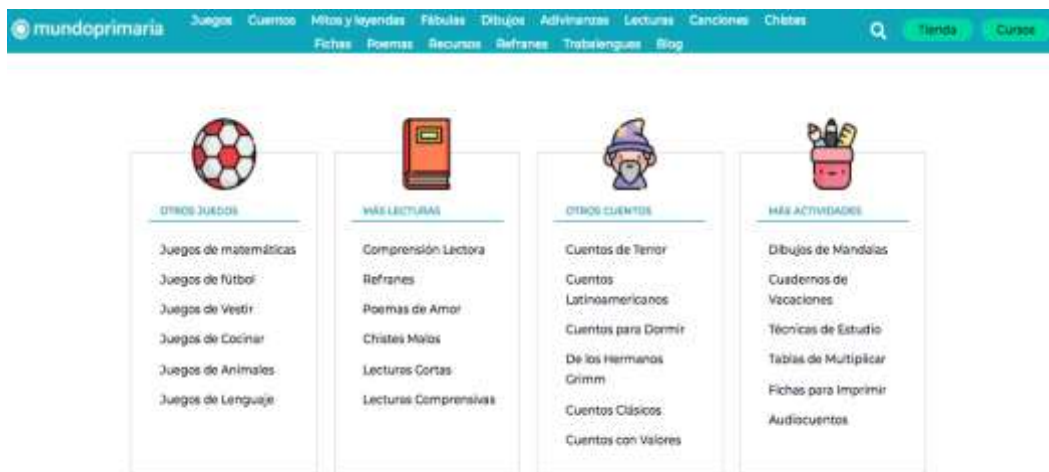 mundoprimaria
Juegos Cuentos Mitos y leyendas Fábulas Dibujos Adivinanzas Lecturas Canciones Chistes
Fichas Poemas Recursos Refranes Trabalenguas Blog
Tienda Cursos
OTROS JUEGOS
Juegos de matemáticas
Juegos de fútbol
Juegos de Vestir
Juegos de Cocinar
Juegos de Animales
Juegos de Lenguaje
MÁS LECTURAS
Comprensión Lectora
Refranes
Poemas de Amor
Chistes Malos
Lecturas Cortas
Lecturas Comprensivas
OTROS CUENTOS
Cuentos de Terror
Cuentos
Latinoamericanos
Cuentos para Dormir
De los Hermanos
Grimm
Cuentos Clásicos
Cuentos con Valores
MÁS ACTIVIDADES
Dibujos de Mandalas
Cuadernos de
Vacaciones
Técnicas de Estudio
Tablas de Multiplicar
Fichas para Imprimir
Audiocuentos